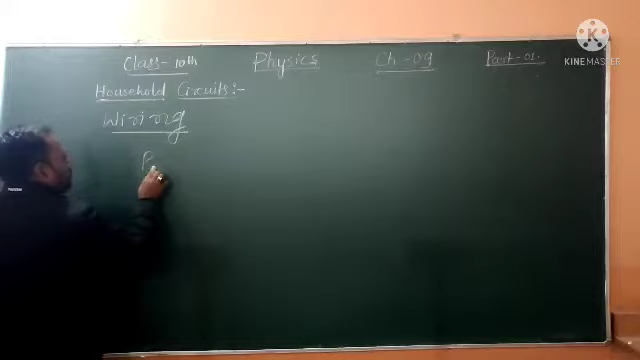 Class- 10th Physics Ch - 09 Part - 01.
Household Circuits :-
Wiring
P
KINEMASTER